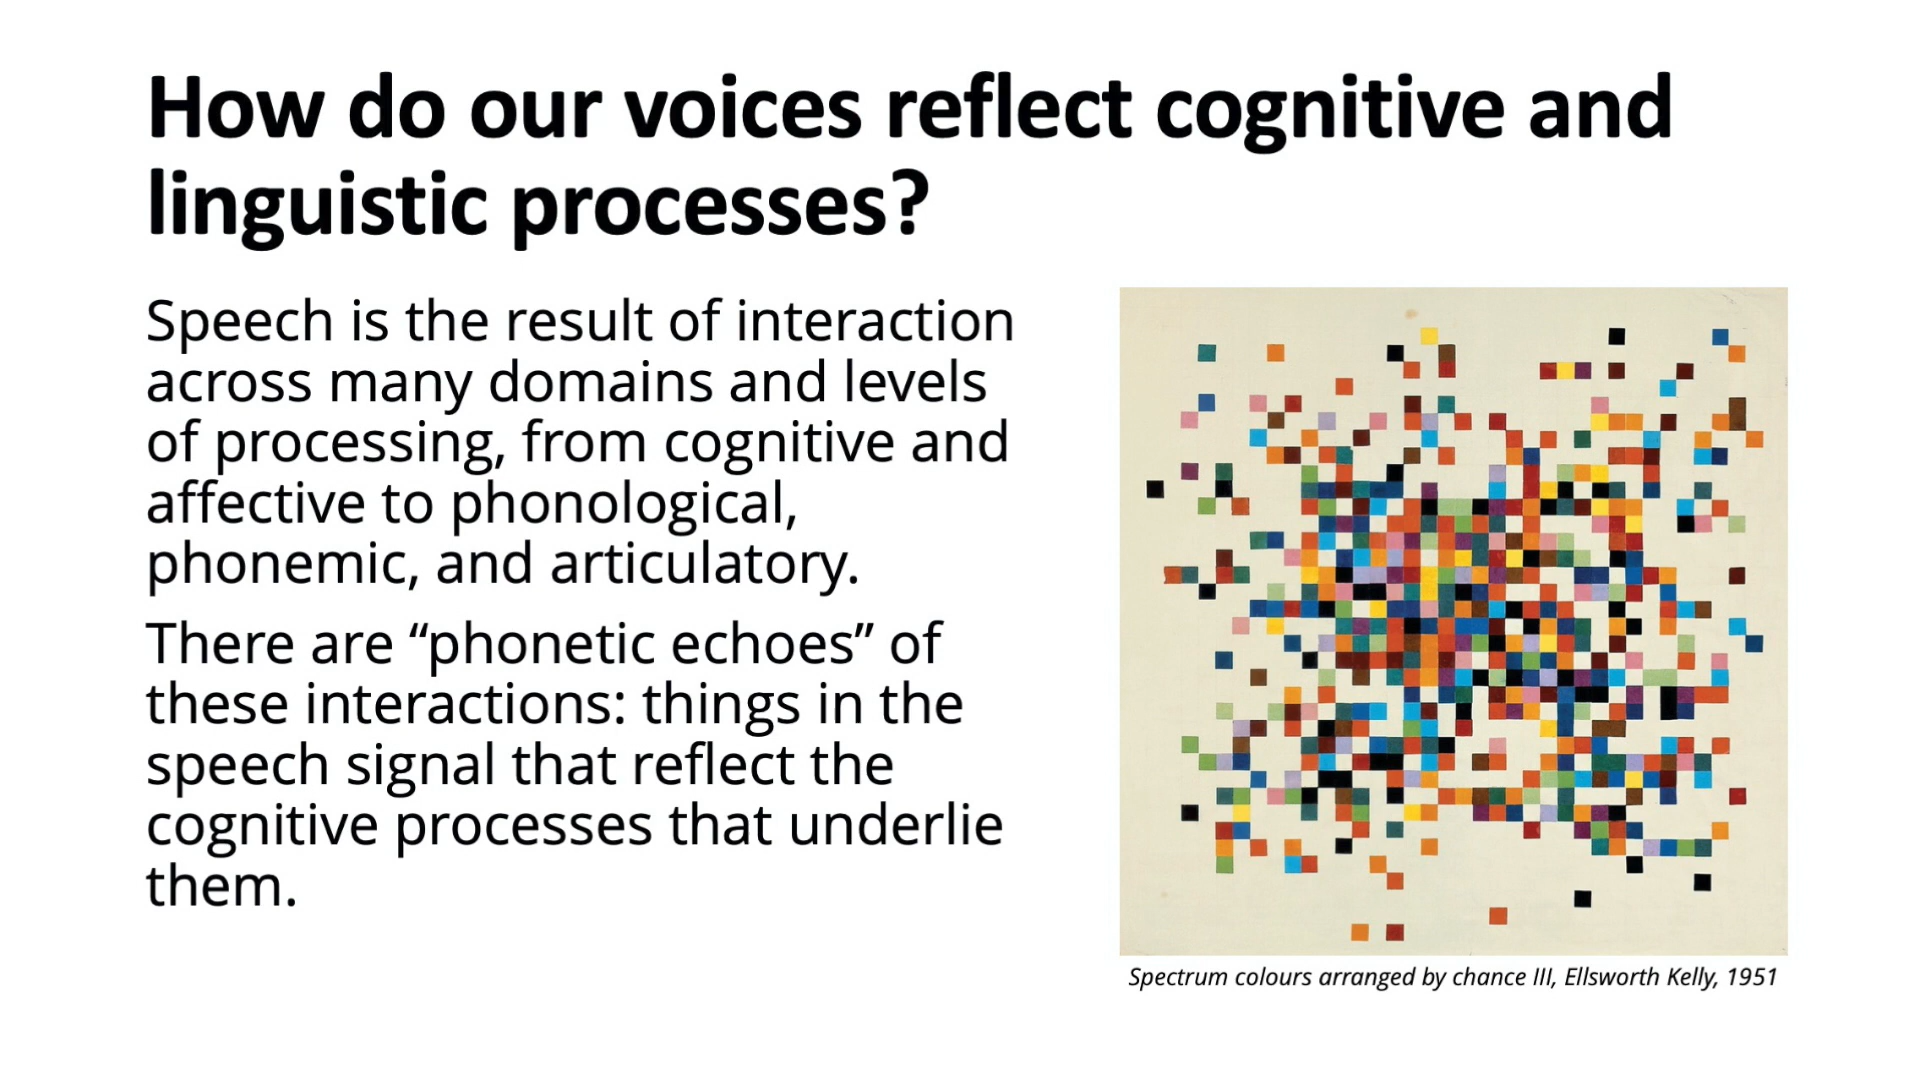 How do our voices reflect cognitive and
linguistic processes?
Speech is the result of interaction
across many domains and levels
of processing, from cognitive and
affective to phonological,
phonemic, and articulatory.
There are “phonetic echoes” of
these interactions: things in the
speech signal that reflect the
cognitive processes that underlie
them.
Spectrum colours arranged by chance III, Ellsworth Kelly, 1951